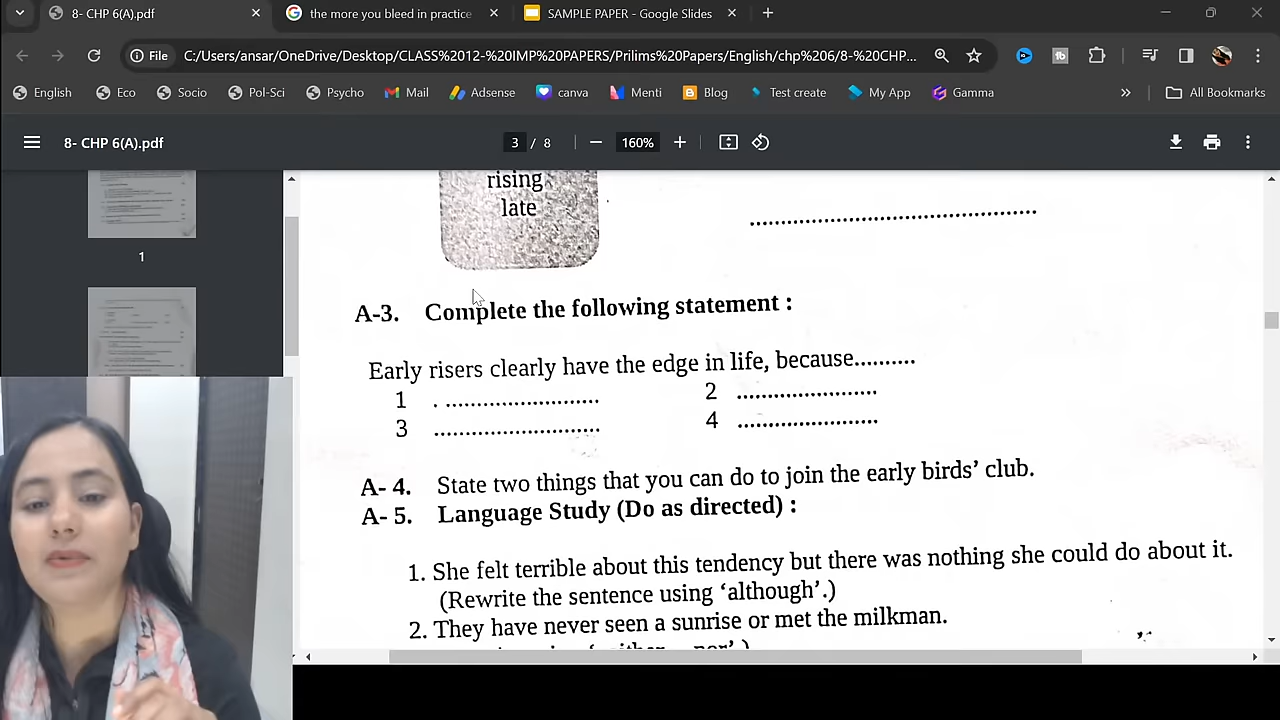 8- CHP 6(A).pdf
the more you bleed in practice
SAMPLE PAPER - Google Slides
File
C:/Users/ansar/OneDrive/Desktop/CLASS%2012-%20IMP%20PAPERS/Prilims%20Papers/English/chp%206/8-%20CHP...
English
Eco
Socio
Pol-Sci
Psycho
Mail
Adsense
canva
Menti
Blog
Test create
My App
Gamma
All Bookmarks
8- CHP 6(A).pdf
3 / 8
160%
1
rising
late
................................................
A-3. Complete the following statement :
Early risers clearly have the edge in life, because..........
1 . .........................
2 .......................
3 ...........................
4 .......................
A- 4. State two things that you can do to join the early birds' club.
A- 5. Language Study (Do as directed) :
1. She felt terrible about this tendency but there was nothing she could do about it.
(Rewrite the sentence using 'although'.)
2. They have never seen a sunrise or met the milkman.